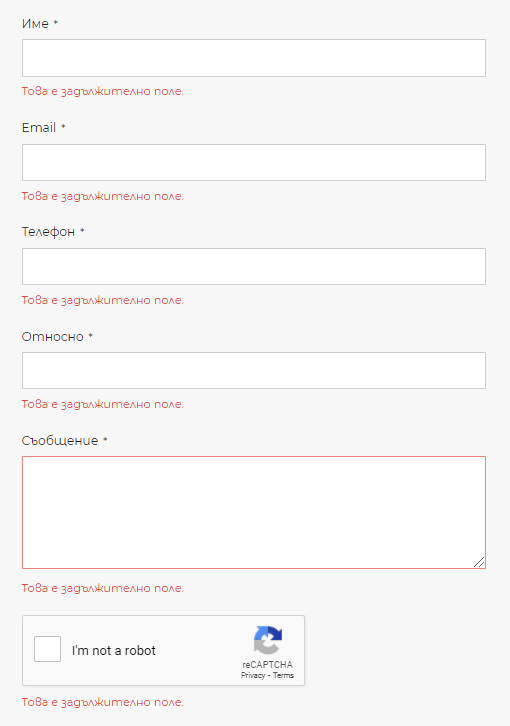 Име *
Това е задължително поле.
Email *
Това е задължително поле.
Телефон *
Това е задължително поле.
Относно *
Това е задължително поле.
Съобщение *
Това е задължително поле.
I'm not a robot
reCAPTCHA
Privacy - Terms
Това е задължително поле.